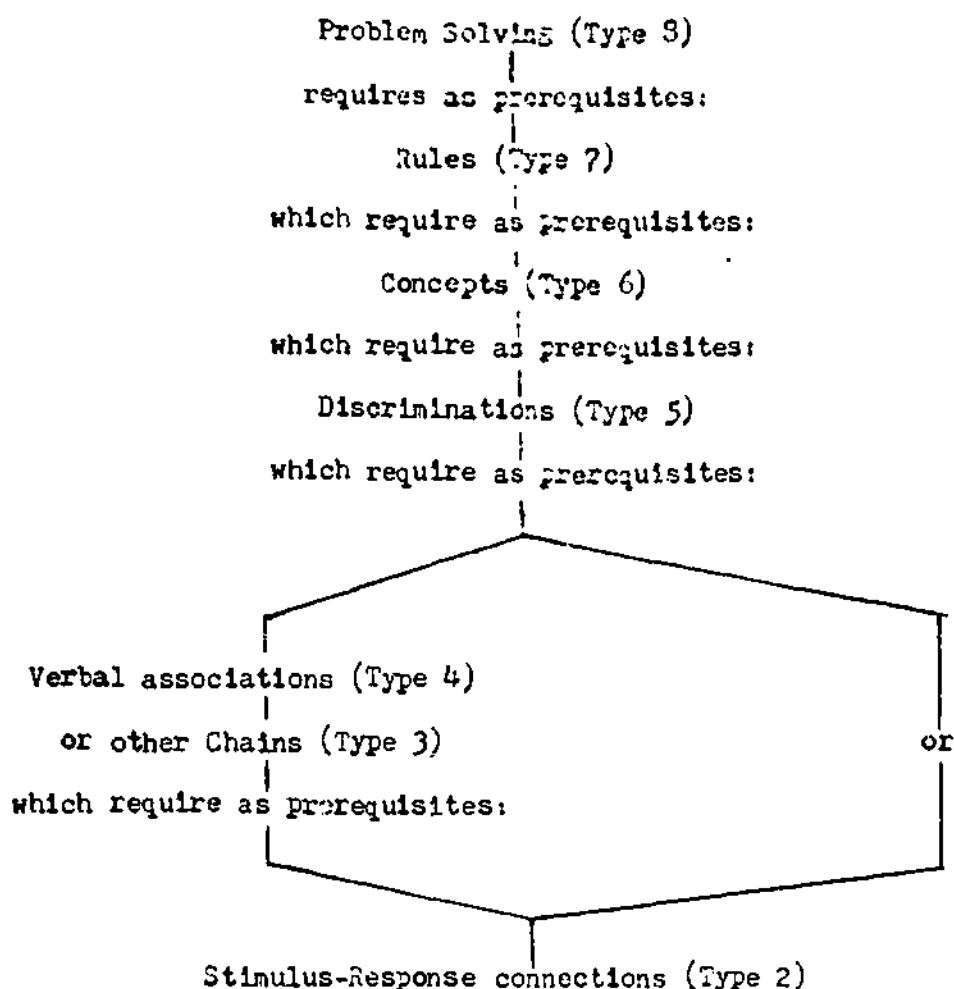 Problem Solving (Type 8)
requires as prerequisites:
Rules (Type 7)
which require as prerequisites:
Concepts (Type 6)
which require as prerequisites:
Discriminations (Type 5)
which require as prerequisites:
Verbal associations (Type 4)
or other Chains (Type 3)
or
which require as prerequisites:
Stimulus-Response connections (Type 2)